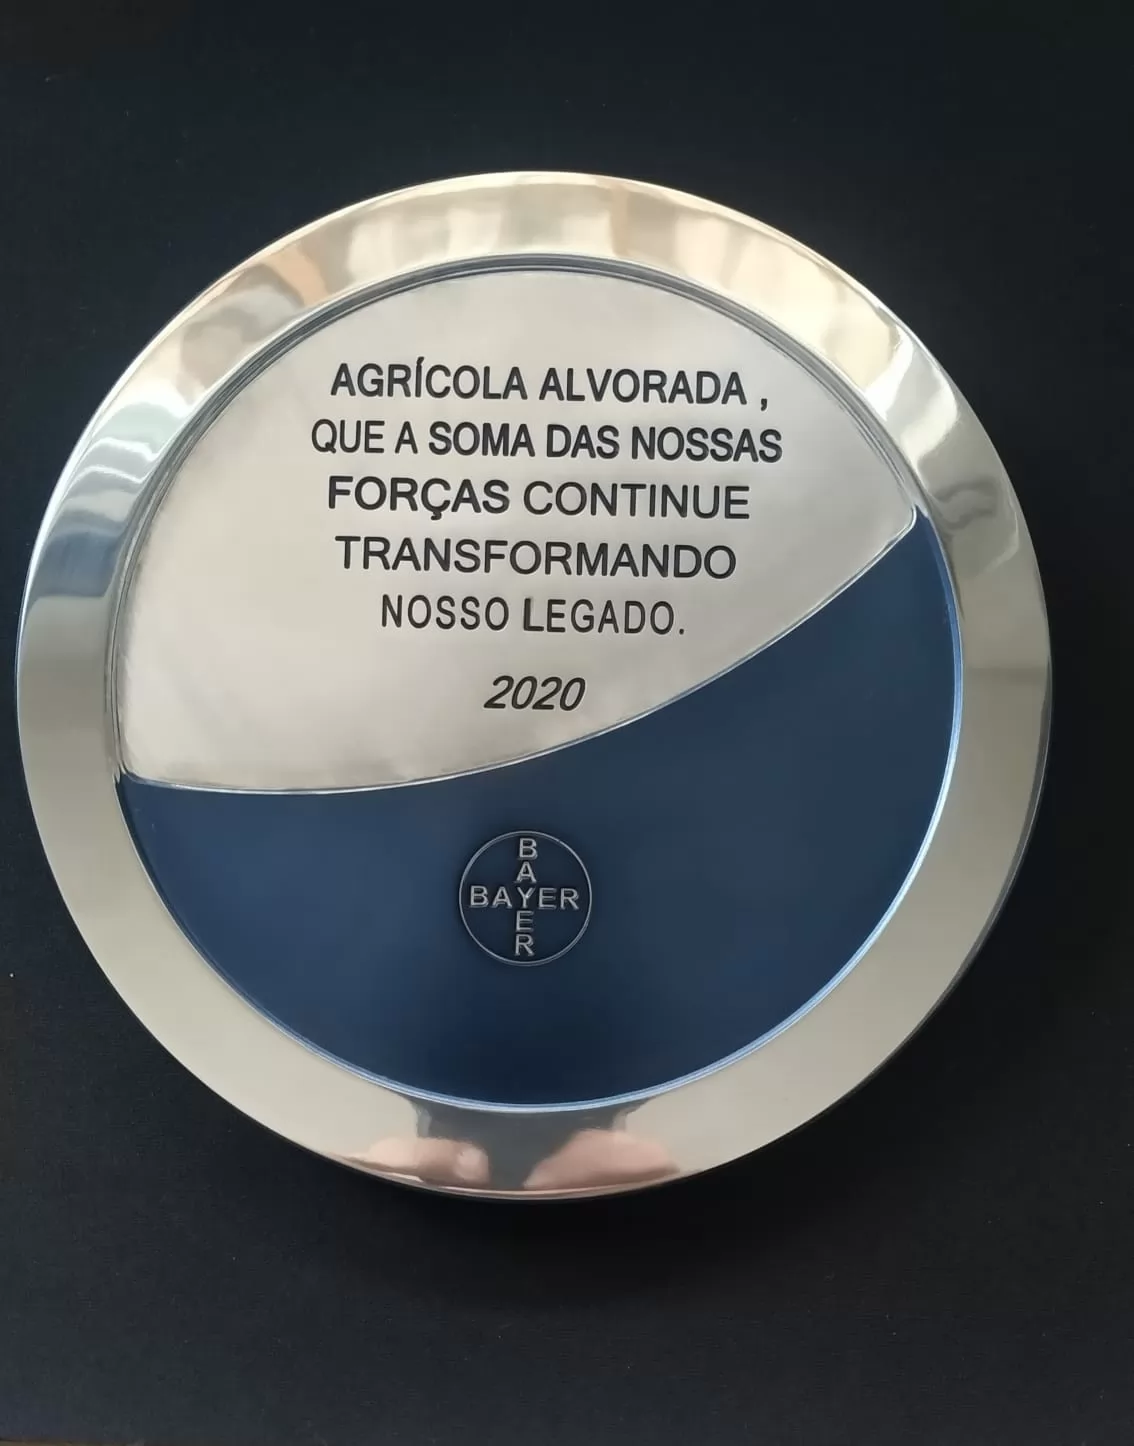 AGRÍCOLA ALVORADA ,
QUE A SOMA DAS NOSSAS
FORÇAS CONTINUE
TRANSFORMANDO
NOSSO LEGADO.
2020
BAYER
BAYER